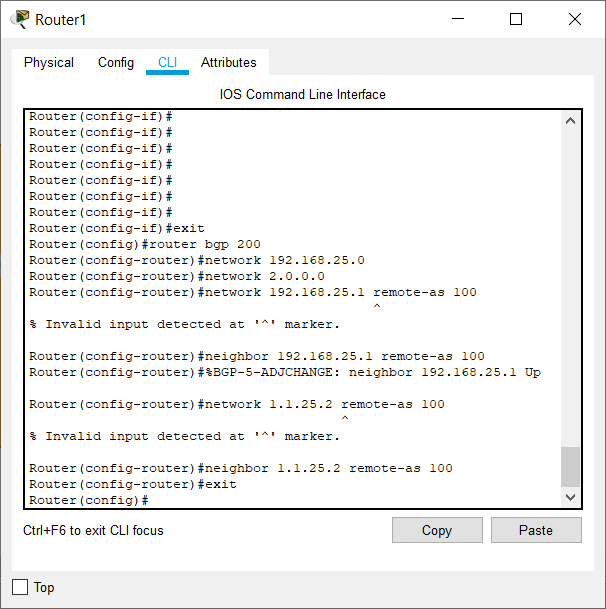 Router1
Physical Config CLI Attributes
IOS Command Line Interface
Router(config-if)#
Router(config-if)#
Router(config-if)#
Router(config-if)#
Router(config-if)#
Router(config-if)#
Router(config-if)#
Router(config-if)#exit
Router(config)#router bgp 200
Router(config-router)#network 192.168.25.0
Router(config-router)#network 2.0.0.0
Router(config-router)#network 192.168.25.1 remote-as 100
^
% Invalid input detected at '^' marker.
Router(config-router)#neighbor 192.168.25.1 remote-as 100
Router(config-router)#%BGP-5-ADJCHANGE: neighbor 192.168.25.1 Up
Router(config-router)#network 1.1.25.2 remote-as 100
^
% Invalid input detected at '^' marker.
Router(config-router)#neighbor 1.1.25.2 remote-as 100
Router(config-router)#exit
Router(config)#
Ctrl+F6 to exit CLI focus Copy Paste
Top